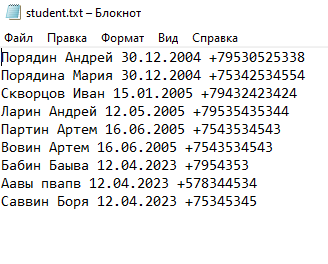 student.txt – Блокнот
Файл Правка Формат Вид Справка
Порядин Андрей 30.12.2004 +79530525338
Порядина Мария 30.12.2004 +75342534554
Скворцов Иван 15.01.2005 +79432423424
Ларин Андрей 12.05.2005 +79535435344
Партин Артем 16.06.2005 +7543534543
Вовин Артем 16.06.2005 +7543534543
Бабин Баыва 12.04.2023 +7954353
Аавы пвапв 12.04.2023 +578344534
Саввин Боря 12.04.2023 +75345345